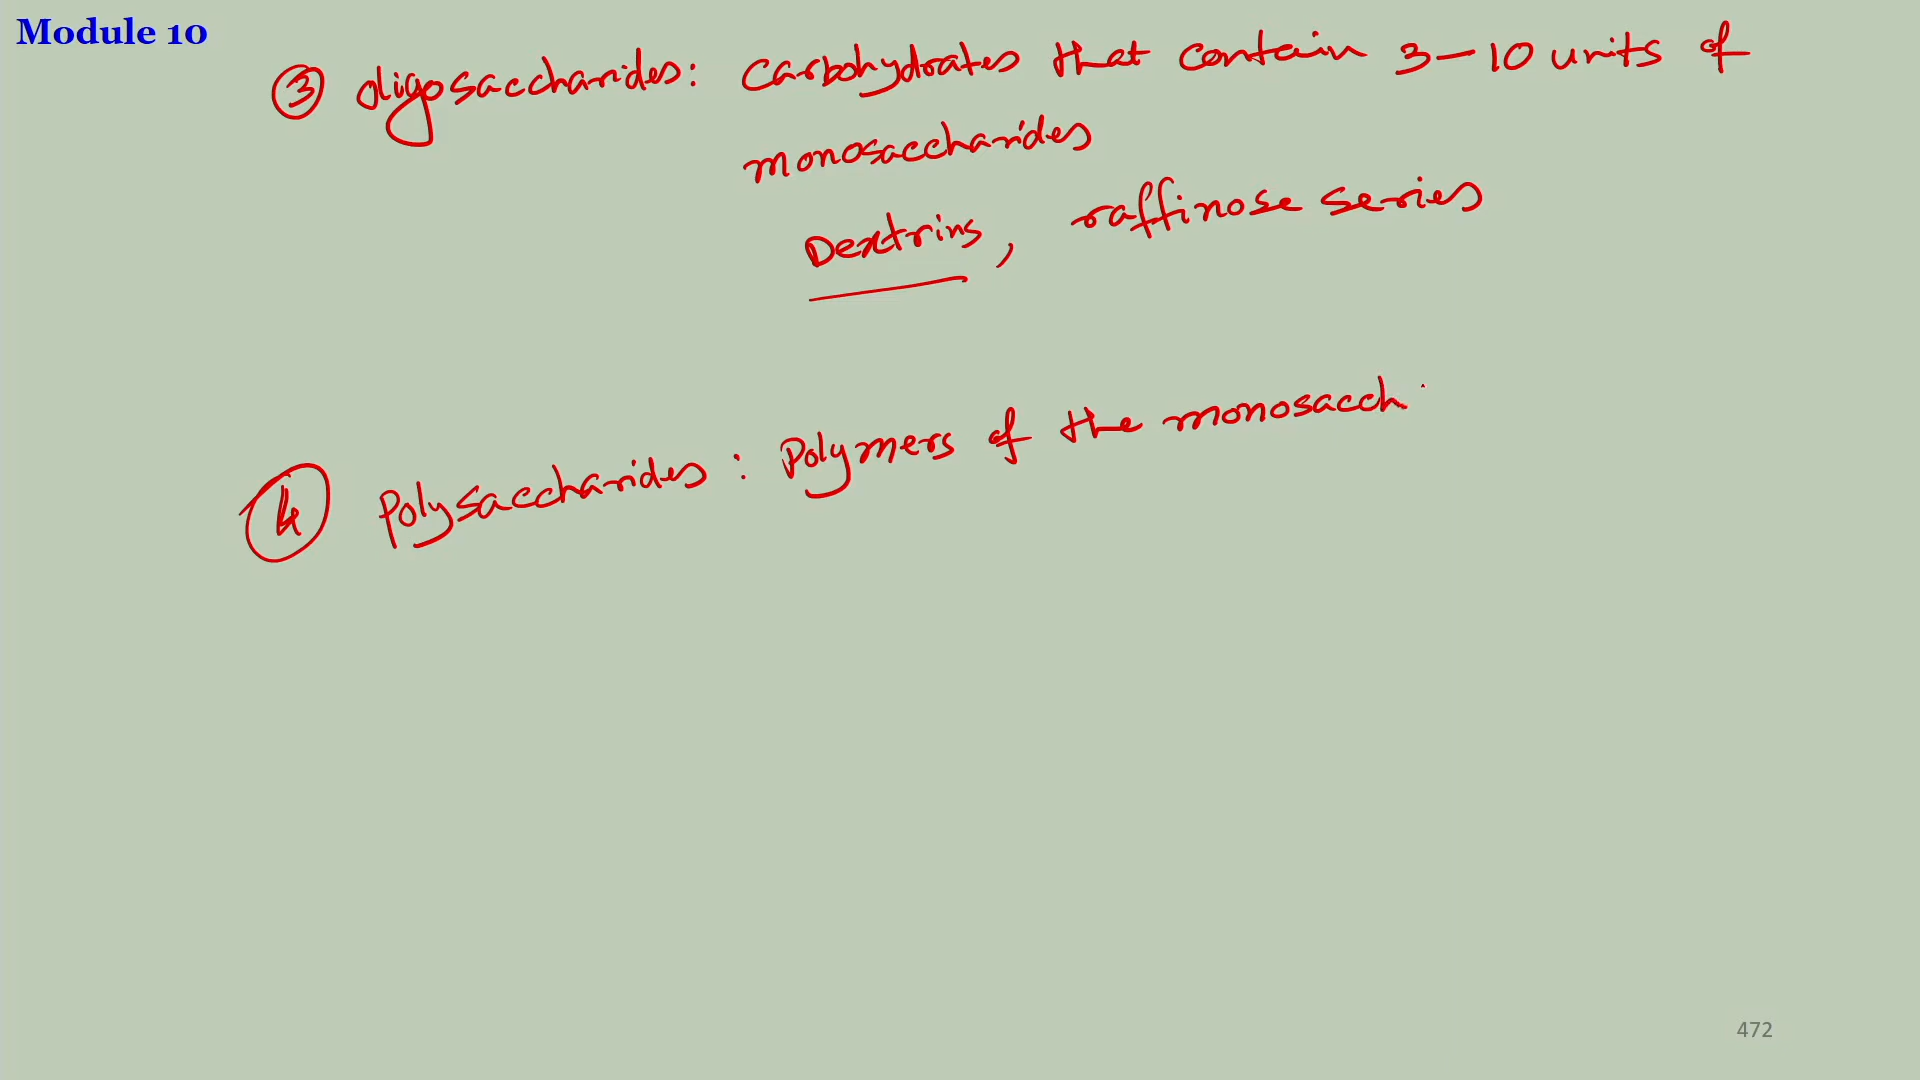 Module 10
③ oligosaccharides: Carbohydrates that contain 3-10 units of
monosaccharides
Dextrins, raffinose series
④ Polysaccharides: Polymers of the monosacch
472